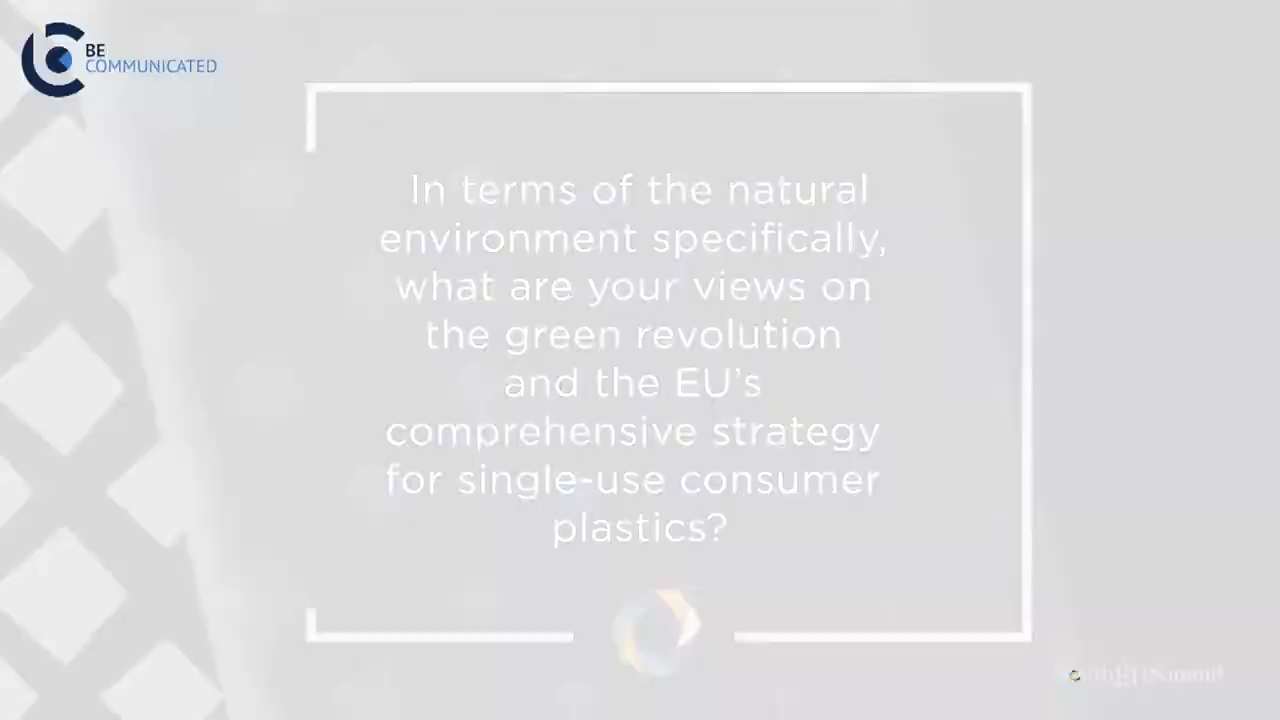 BE
COMMUNICATED
In terms of the natural
environment specifically,
what are your views on
the green revolution
and the EU's
comprehensive strategy
for single-use consumer
plastics?